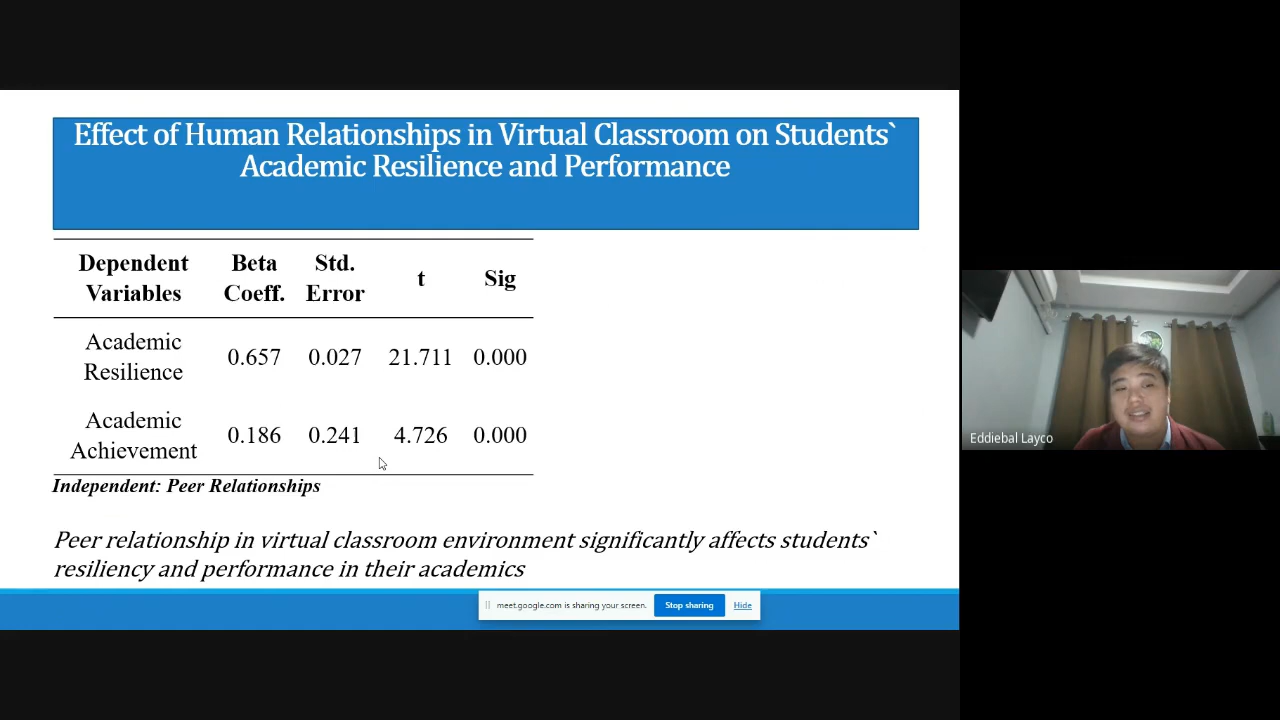 Effect of Human Relationships in Virtual Classroom on Students`
Academic Resilience and Performance
Dependent Variables Beta Coeff. Std. Error t Sig
Academic Resilience 0.657 0.027 21.711 0.000
Academic Achievement 0.186 0.241 4.726 0.000
Independent: Peer Relationships
Peer relationship in virtual classroom environment significantly affects students`
resiliency and performance in their academics
meet.google.com is sharing your screen. Stop sharing Hide
Eddiebal Layco